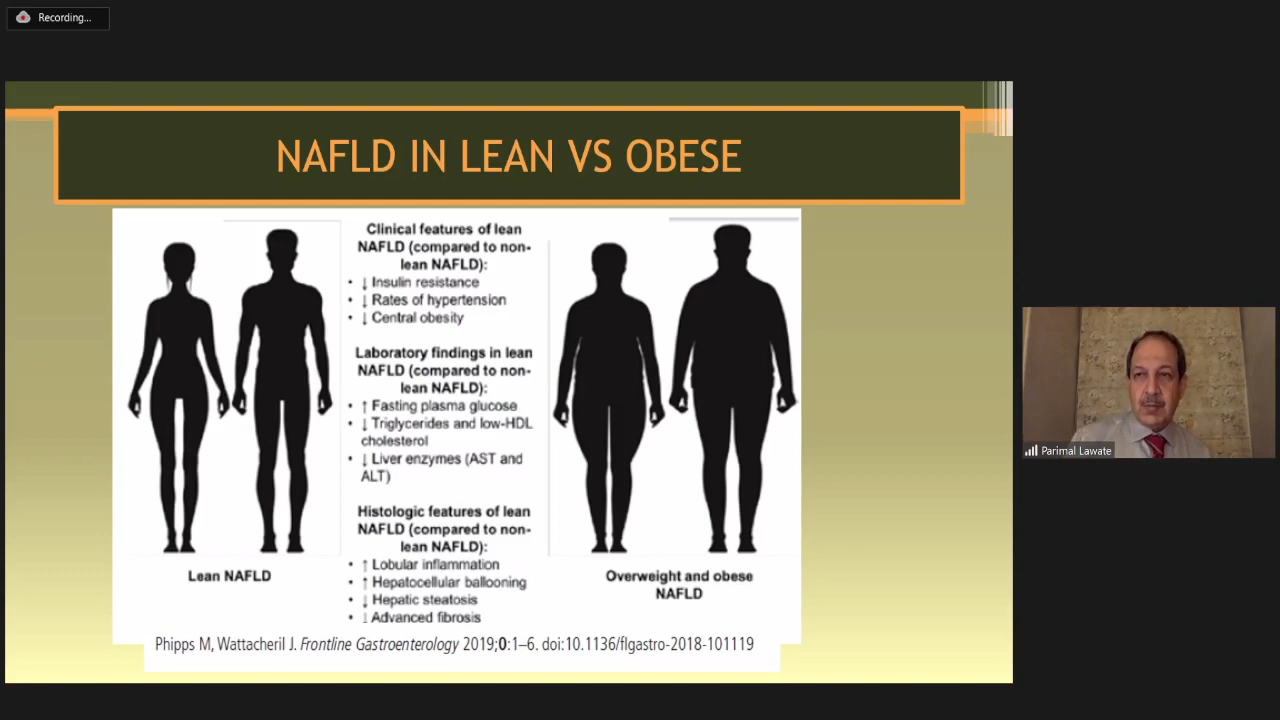 Recording...
NAFLD IN LEAN VS OBESE
Clinical features of lean
NAFLD (compared to non-
lean NAFLD):
• ↓ Insulin resistance
• ↓ Rates of hypertension
• ↓ Central obesity
Laboratory findings in lean
NAFLD (compared to non-
lean NAFLD):
• ↑ Fasting plasma glucose
• ↓ Triglycerides and low-HDL
cholesterol
• ↓ Liver enzymes (AST and
ALT)
Histologic features of lean
NAFLD (compared to non-
lean NAFLD):
• ↑ Lobular inflammation
• ↑ Hepatocellular ballooning
• ↓ Hepatic steatosis
• ↓ Advanced fibrosis
Lean NAFLD
Overweight and obese
NAFLD
Phipps M, Wattacheril J. Frontline Gastroenterology 2019;0:1–6. doi:10.1136/flgastro-2018-101119
Parimal Lawate